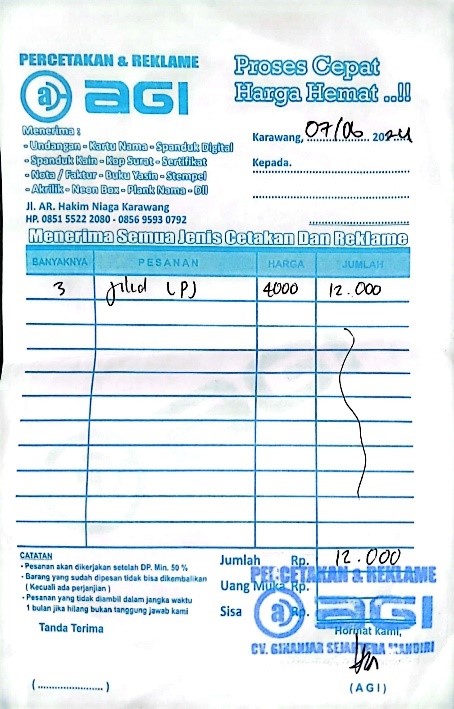 PERCETAKAN & REKLAME
AGI
Proses Cepat
Harga Hemat ..!!
Menerima :
- Undangan - Kartu Nama - Spanduk Digital
- Spanduk Kain - Kop Surat - Sertifikat
- Nota / Faktur - Buku Yasin - Stempel
- Akrilik - Neon Box - Plank Nama - Dll
Jl. AR. Hakim Niaga Karawang
HP. 0851 5522 2080 - 0856 9593 0792
Karawang, 07/06 2024
Kepada.
Menerima Semua Jenis Cetakan Dan Reklame
BANYAKNYA PESANAN HARGA JUMLAH
3 jilid LPJ 4000 12.000
CATATAN
- Pesanan akan dikerjakan setelah DP. Min. 50 %
- Barang yang sudah dipesan tidak bisa dikembalikan
( Kecuali ada perjanjian )
- Pesanan yang tidak diambil dalam jangka waktu
1 bulan jika hilang bukan tanggung jawab kami
Jumlah Rp. 12.000
Uang Muka Rp.
Sisa Rp.
PERCETAKAN & REKLAME
AGI
CV. GINANJAR SEJAHTERA MANDIRI
Tanda Terima
Hormat kami,
(......................)
(AGI)